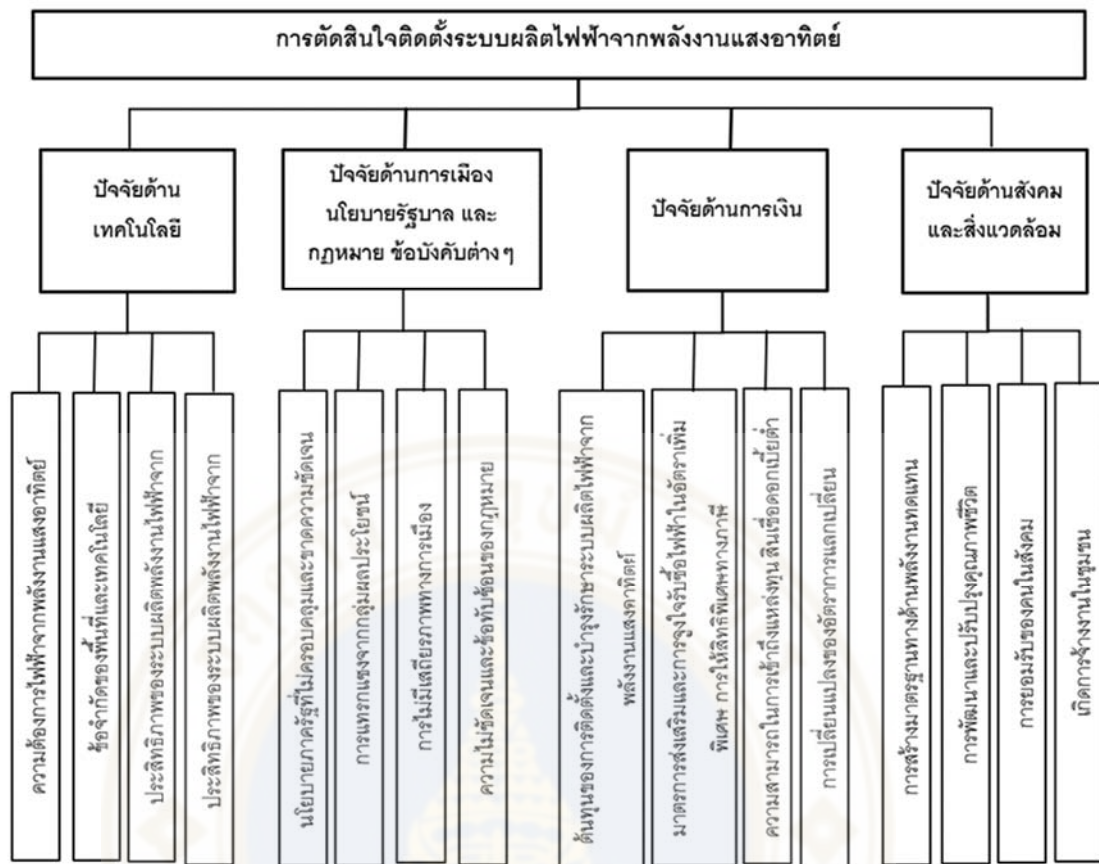 การตัดสินใจติดตั้งระบบผลิตไฟฟ้าจากพลังงานแสงอาทิตย์
ปัจจัยด้าน
เทคโนโลยี
ปัจจัยด้านการเมือง
นโยบายรัฐบาล และ
กฎหมาย ข้อบังคับต่างๆ
ปัจจัยด้านการเงิน
ปัจจัยด้านสังคม
และสิ่งแวดล้อม
ความต้องการไฟฟ้าจากพลังงานแสงอาทิตย์
ข้อจำกัดของพื้นที่และเทคโนโลยี
ประสิทธิภาพของระบบผลิตพลังงานไฟฟ้าจาก
ประสิทธิภาพของระบบผลิตพลังงานไฟฟ้าจาก
นโยบายภาครัฐที่ไม่ครอบคลุมและขาดความชัดเจน
การแทรกแซงจากกลุ่มผลประโยชน์
การไม่มีเสถียรภาพทางการเมือง
ความไม่ชัดเจนและข้อทับซ้อนของกฎหมาย
ต้นทุนของการติดตั้งและบำรุงรักษาระบบผลิตไฟฟ้าจาก
พลังงานแสงอาทิตย์
มาตรการส่งเสริมและการจูงใจรับซื้อไฟฟ้าในอัตราเพิ่ม
พิเศษ การให้สิทธิพิเศษทางภาษี
ความสามารถในการเข้าถึงแหล่งทุน สินเชื่อดอกเบี้ยต่ำ
การเปลี่ยนแปลงของอัตราการแลกเปลี่ยน
การสร้างมาตรฐานทางด้านพลังงานทดแทน
การพัฒนาและปรับปรุงคุณภาพชีวิต
การยอมรับของคนในสังคม
เกิดการจ้างงานในชุมชน